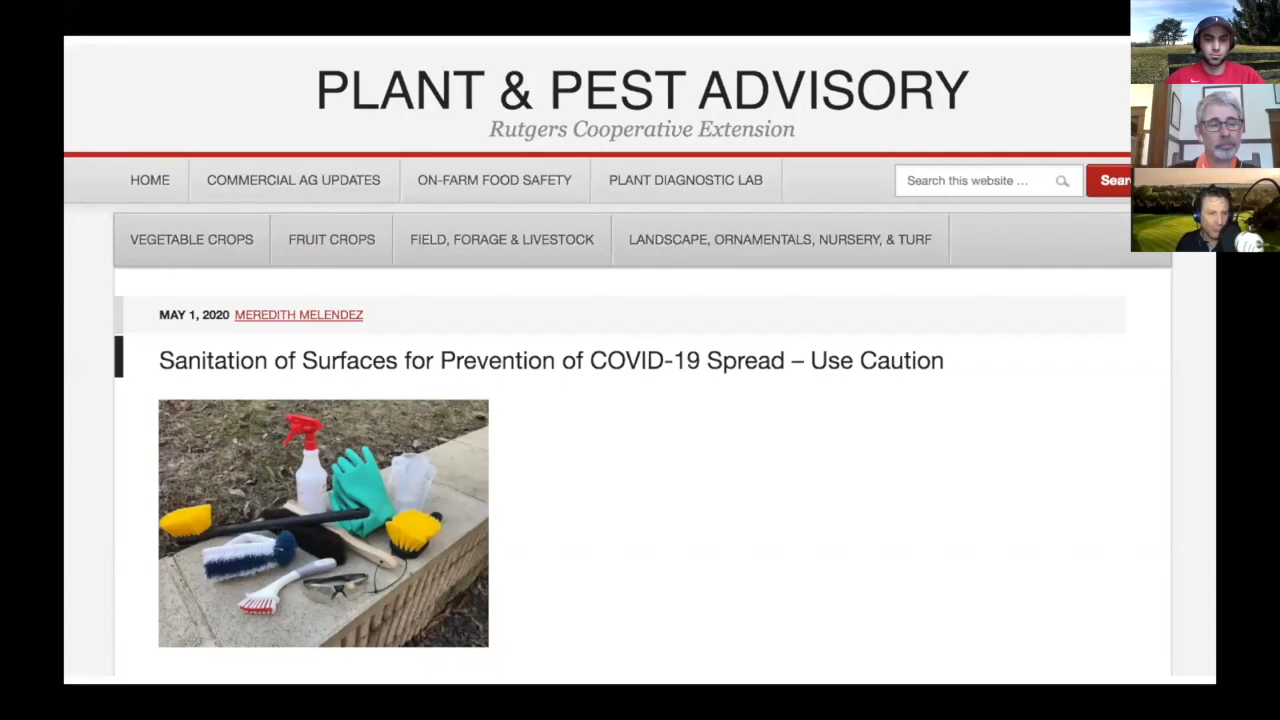 PLANT & PEST ADVISORY
Rutgers Cooperative Extension
HOME COMMERCIAL AG UPDATES ON-FARM FOOD SAFETY PLANT DIAGNOSTIC LAB Search this website ... Sear
VEGETABLE CROPS FRUIT CROPS FIELD, FORAGE & LIVESTOCK LANDSCAPE, ORNAMENTALS, NURSERY, & TURF
MAY 1, 2020 MEREDITH MELENDEZ
Sanitation of Surfaces for Prevention of COVID-19 Spread – Use Caution